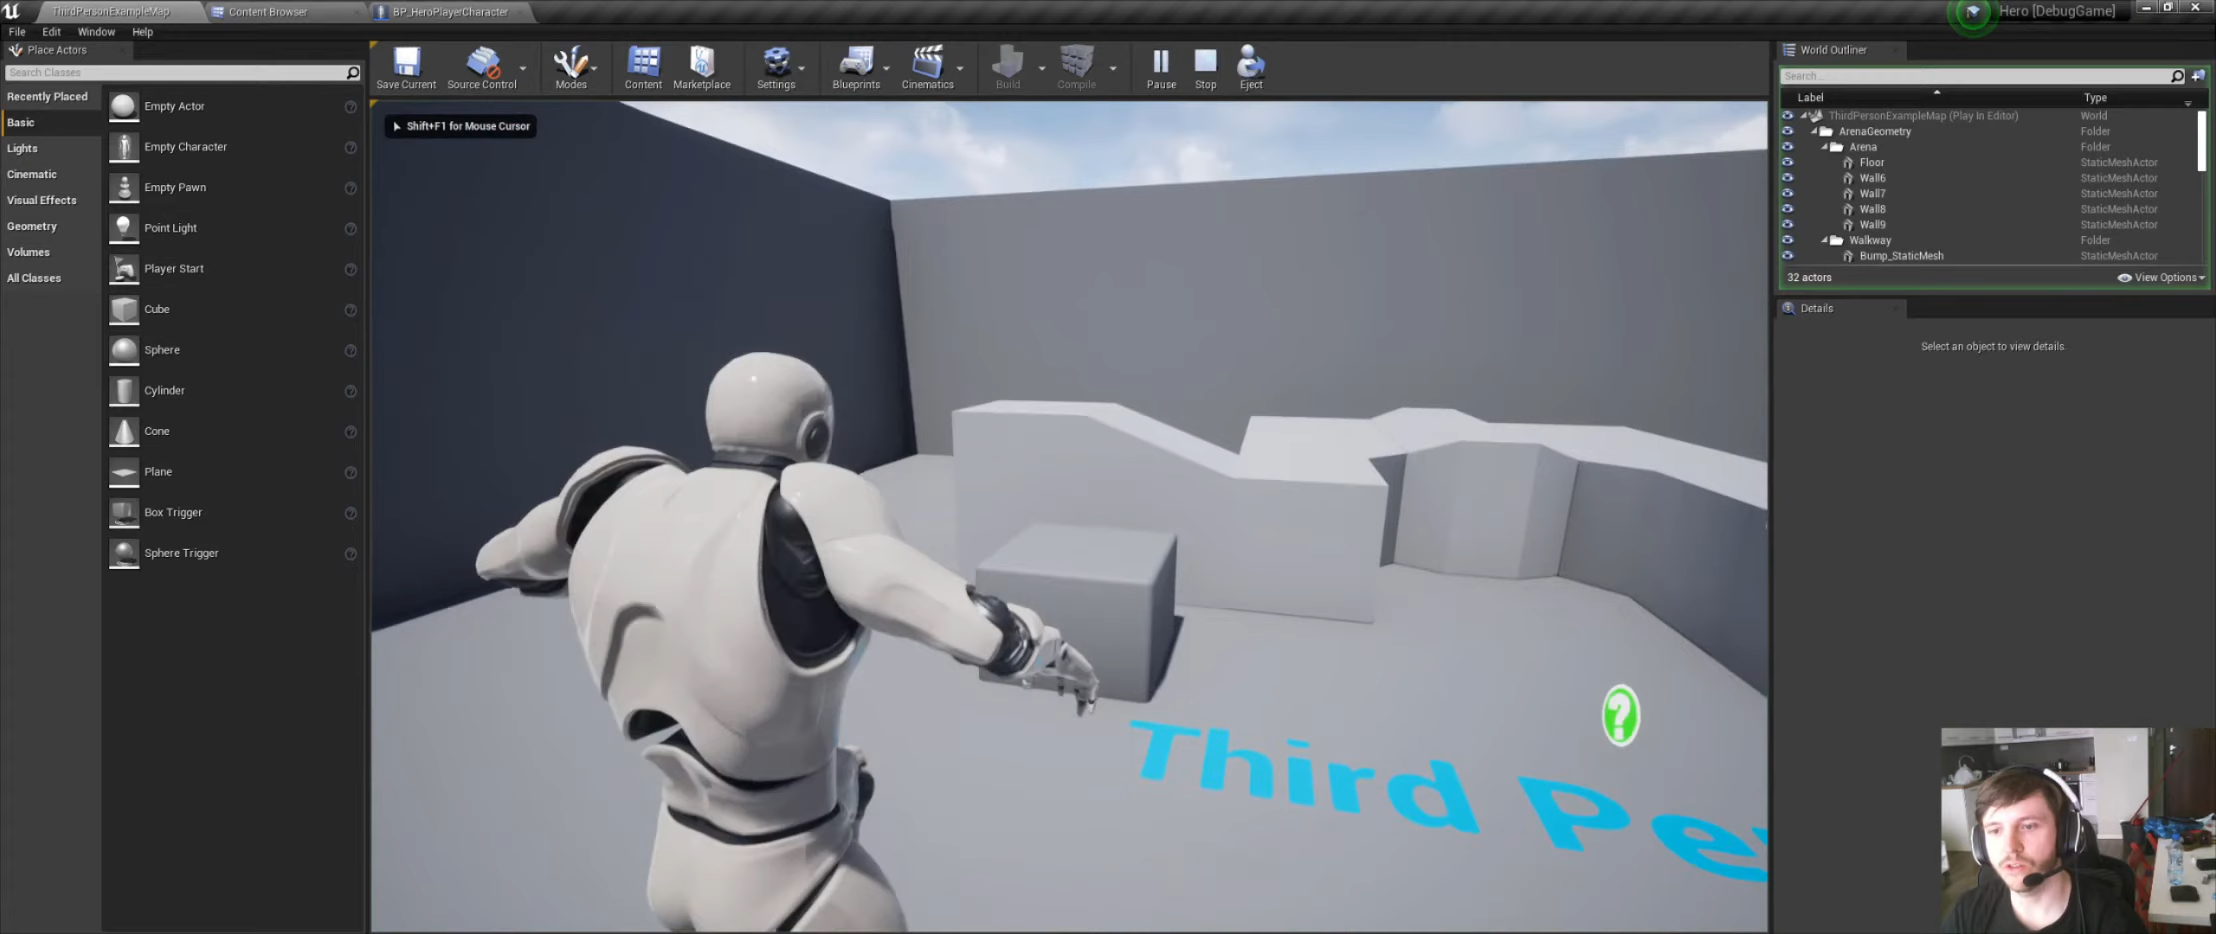 ThirdPersonExampleMap
Content Browser
BP_HeroPlayerCharacter
Hero [DebugGame]
File
Edit
Window
Help
Place Actors
Search Classes
Recently Placed
Basic
Lights
Cinematic
Visual Effects
Geometry
Volumes
All Classes
Empty Actor
Empty Character
Empty Pawn
Point Light
Player Start
Cube
Sphere
Cylinder
Cone
Plane
Box Trigger
Sphere Trigger
Save Current
Source Control
Modes
Content
Marketplace
Settings
Blueprints
Cinematics
Build
Compile
Pause
Stop
Eject
Shift+F1 for Mouse Cursor
Third Pe
?
World Outliner
Search...
Label
Type
ThirdPersonExampleMap (Play In Editor)
World
ArenaGeometry
Folder
Arena
Folder
Floor
StaticMeshActor
Wall6
StaticMeshActor
Wall7
StaticMeshActor
Wall8
StaticMeshActor
Wall9
StaticMeshActor
Walkway
Folder
Bump_StaticMesh
StaticMeshActor
32 actors
View Options
Details
Select an object to view details.